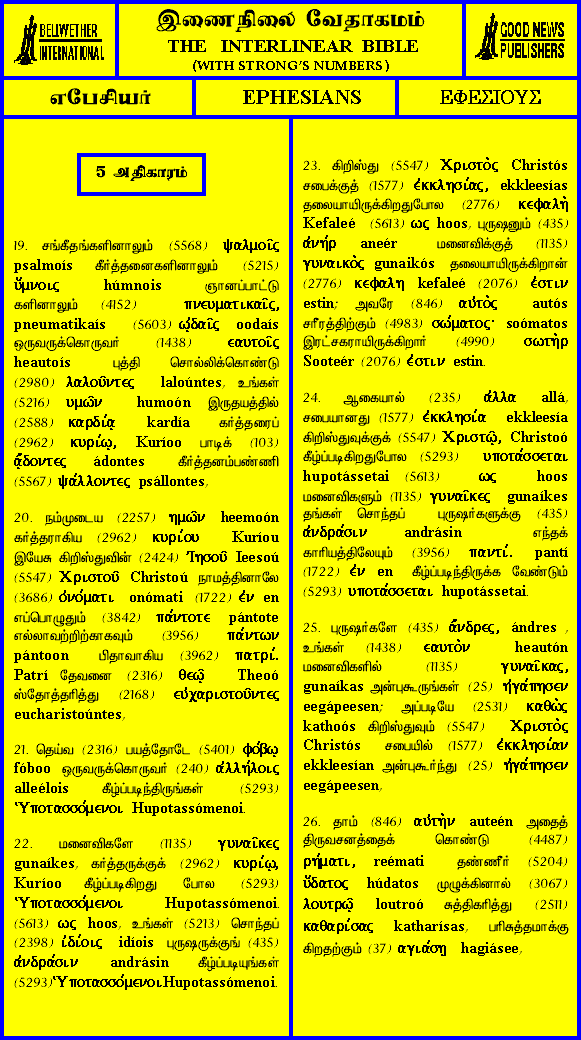 BELLWETHER
INTERNATIONAL
இணைநிலை வேதாகமம்
THE INTERLINEAR BIBLE
(WITH STRONG'S NUMBERS)
GOOD NEWS
PUBLISHERS
எபேசியர்
EPHESIANS
ΕΦΕΣΙΟΥΣ
5 அதிகாரம்
19. சங்கீதங்களினாலும் (5568) ψαλμοῖς
psalmoís கீர்த்தனைகளினாலும் (5215)
ὕμνοις húmnois ஞானப்பாட்டு
களினாலும் (4152) πνευματικαῖς,
pneumatikaís (5603) ᾠδαῖς oodaís
ஒருவருக்கொருவர் (1438) εαυτοῖς
heautoís புத்தி சொல்லிக்கொண்டு
(2980) λαλοῦντες laloúntes, உங்கள்
(5216) υμῶν humoón இருதயத்தில்
(2588) καρδίᾳ kardía கர்த்தரைப்
(2962) κυρίῳ, Kuríoo பாடிக் (103)
ᾄδοντες ádontes கீர்த்தனம்பண்ணி
(5567) ψάλλοντες psállontes,
20. நம்முடைய (2257) ημῶν heemoón
கர்த்தராகிய (2962) κυρίου Kuríou
இயேசு கிறிஸ்துவின் (2424) Ἰησοῦ Ieesoú
(5547) Χριστοῦ Christoú நாமத்தினாலே
(3686) ὀνόματι onómati (1722) ἐν en
எப்பொழுதும் (3842) πάντοτε pántote
எல்லாவற்றிற்காகவும் (3956) πάντων
pántoon பிதாவாகிய (3962) πατρί.
Patrí தேவனை (2316) θεῷ Theoó
ஸ்தோத்தரித்து (2168) εὐχαριστοῦντες
eucharistoúntes,
21. தெய்வ (2316) பயத்தோடே (5401) φόβῳ
fóboo ஒருவருக்கொருவர் (240) ἀλλήλοις
alleélois கீழ்ப்படிந்திருங்கள் (5293)
Ὑποτασσόμενοι Hupotassómenoi.
22. மனைவிகளே (1135) γυναῖκες
gunaíkes, கர்த்தருக்குக் (2962) κυρίῳ,
Kuríoo கீழ்ப்படிகிறது போல (5293)
Ὑποτασσόμενοι Hupotassómenoi
(5613) ὡς hoos, உங்கள் (5213) சொந்தப்
(2398) ἰδίοις idíois புருஷருக்குங் (435)
ἀνδράσιν andrásin கீழ்ப்படியுங்கள்
(5293) Ὑποτασσόμενοι Hupotassómenoi.
23. கிறிஸ்து (5547) Χριστὸς Christós
சபைக்குத் (1577) ἐκκλησίας, ekkleesías
தலையாயிருக்கிறதுபோல (2776) κεφαλὴ
Kefaleé (5613) ως hoos, புருஷனும் (435)
ἀνήρ aneér மனைவிக்குத் (1135)
γυναικὸς gunaikós தலையாயிருக்கிறான்
(2776) κεφαλη kefaleé (2076) ἐστιν
estin; அவரே (846) αὐτὸς autós
சரீரத்திற்கும் (4983) σώματος· soómatos
இரட்சகராயிருக்கிறார் (4990) σωτὴρ
Sooteér (2076) ἐστιν estin.
24. ஆகையால் (235) άλλα allá,
சபையானது (1577) ἐκκλησία ekkleesía
கிறிஸ்துவுக்குக் (5547) Χριστῷ, Christoó
கீழ்ப்படிகிறதுபோல (5293) υποτάσσεται
hupotássetai (5613) ως hoos
மனைவிகளும் (1135) γυναῖκες gunaíkes
தங்கள் சொந்தப் புருஷர்களுக்கு (435)
ἀνδράσιν andrásin எந்தக்
காரியத்திலேயும் (3956) παντί. pantí
(1722) ἐν en கீழ்ப்படிந்திருக்க வேண்டும்
(5293) υποτάσσεται hupotássetai.
25. புருஷர்களே (435) ἄνδρες, ándres ,
உங்கள் (1438) εαυτὸν heautón
மனைவிகளில் (1135) γυναῖκας,
gunaíkas அன்புகூருங்கள் (25) ἠγάπησεν
eegápeesen; அப்படியே (2531) καθὼς
kathoós கிறிஸ்துவும் (5547) Χριστὸς
Christós சபையில் (1577) ἐκκλησίαν
ekkleesían அன்புகூர்ந்து (25) ἠγάπησεν
eegápeesen,
26. தாம் (846) αὐτὴν auteén அதைத்
திருவசனத்தைக் கொண்டு (4487)
ρήματι, reémati தண்ணீர் (5204)
ὕδατος húdatos முழுக்கினால் (3067)
λουτρῷ loutroó சுத்திகரித்து (2511)
καθαρίσας katharísas, பரிசுத்தமாக்கு
கிறதற்கும் (37) αγιάσῃ hagiásee,